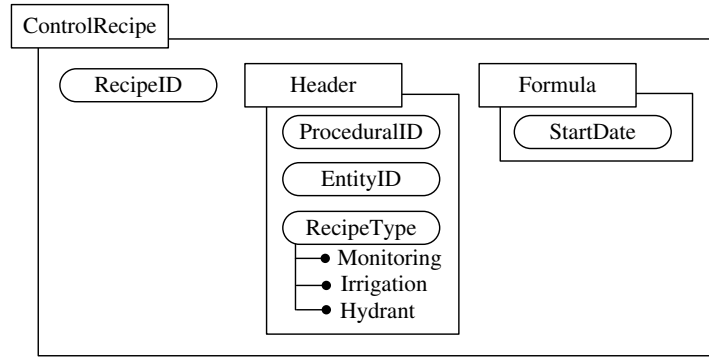 ControlRecipe
RecipeID
Header
ProceduralID
EntityID
RecipeType
Monitoring
Irrigation
Hydrant
Formula
StartDate